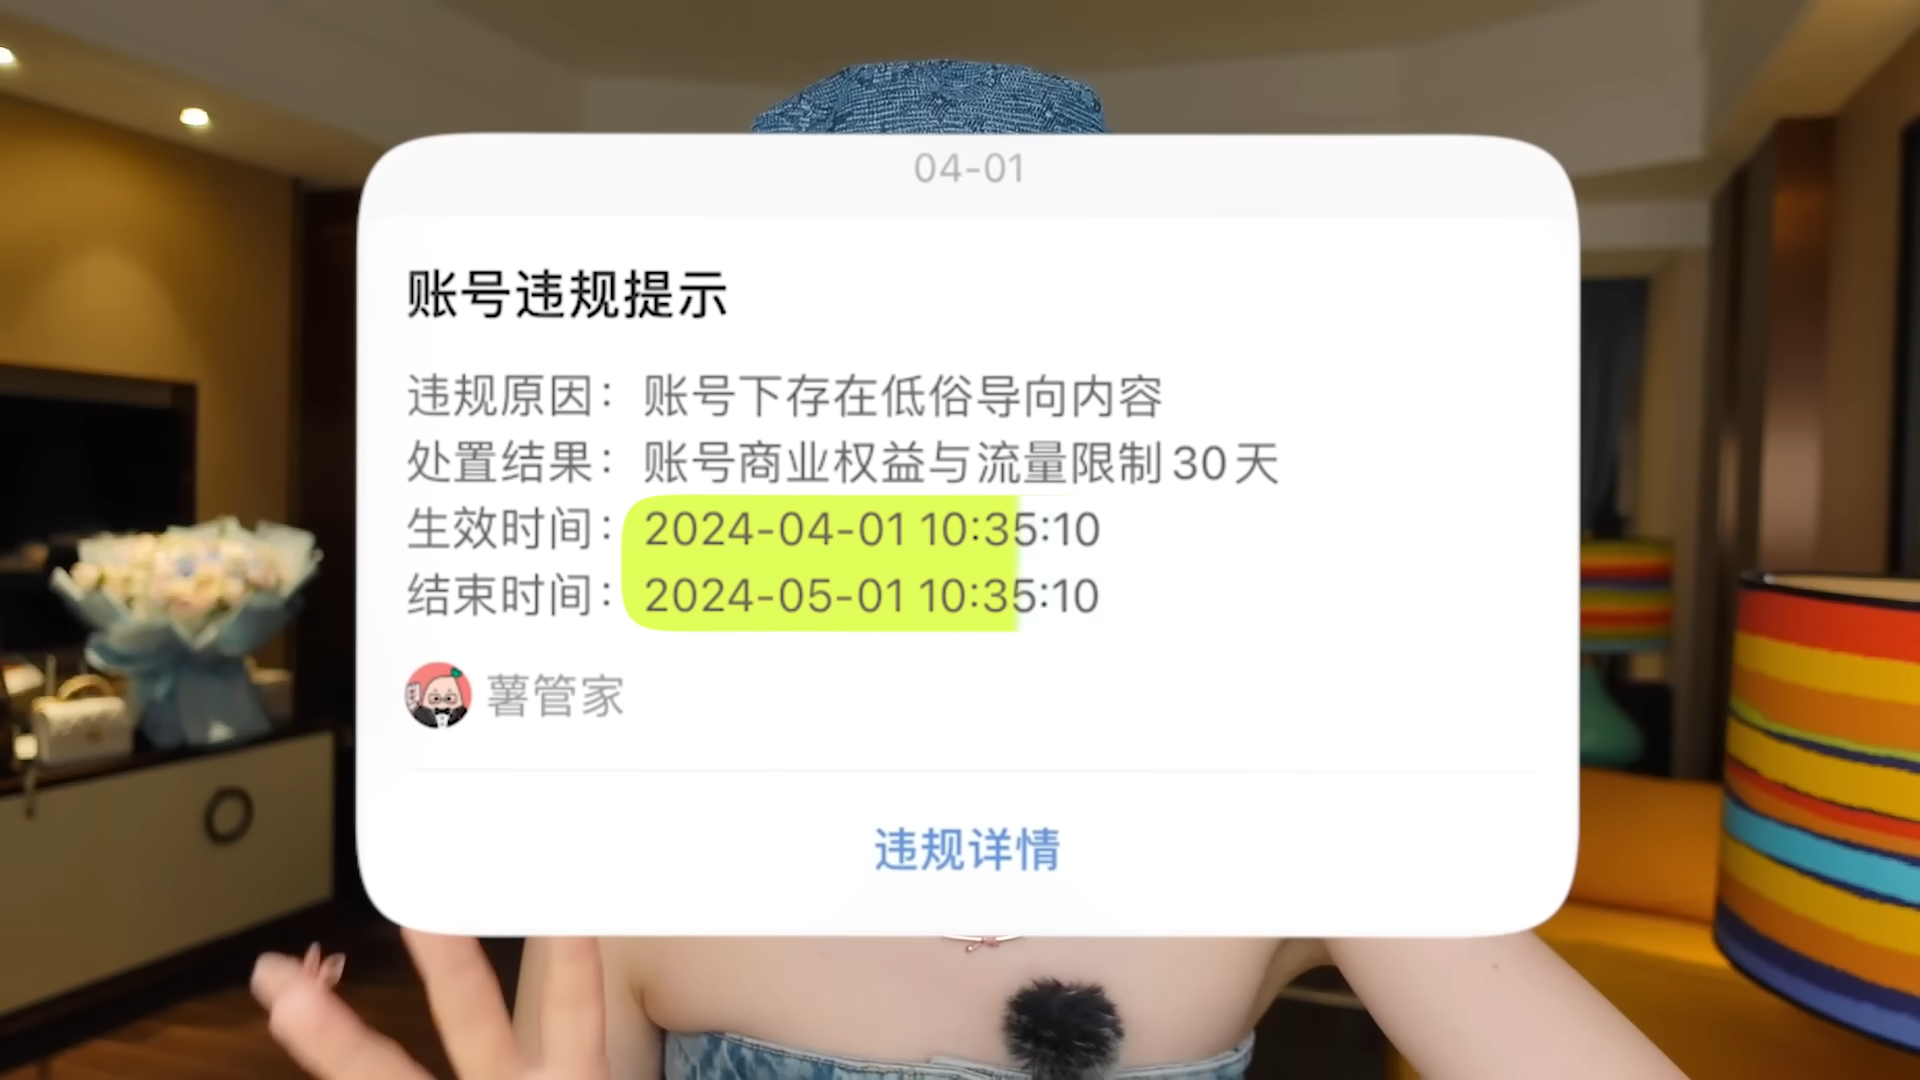 04-01
账号违规提示
违规原因：账号下存在低俗导向内容
处置结果：账号商业权益与流量限制30天
生效时间：2024-04-01 10:35:10
结束时间：2024-05-01 10:35:10
薯管家
违规详情